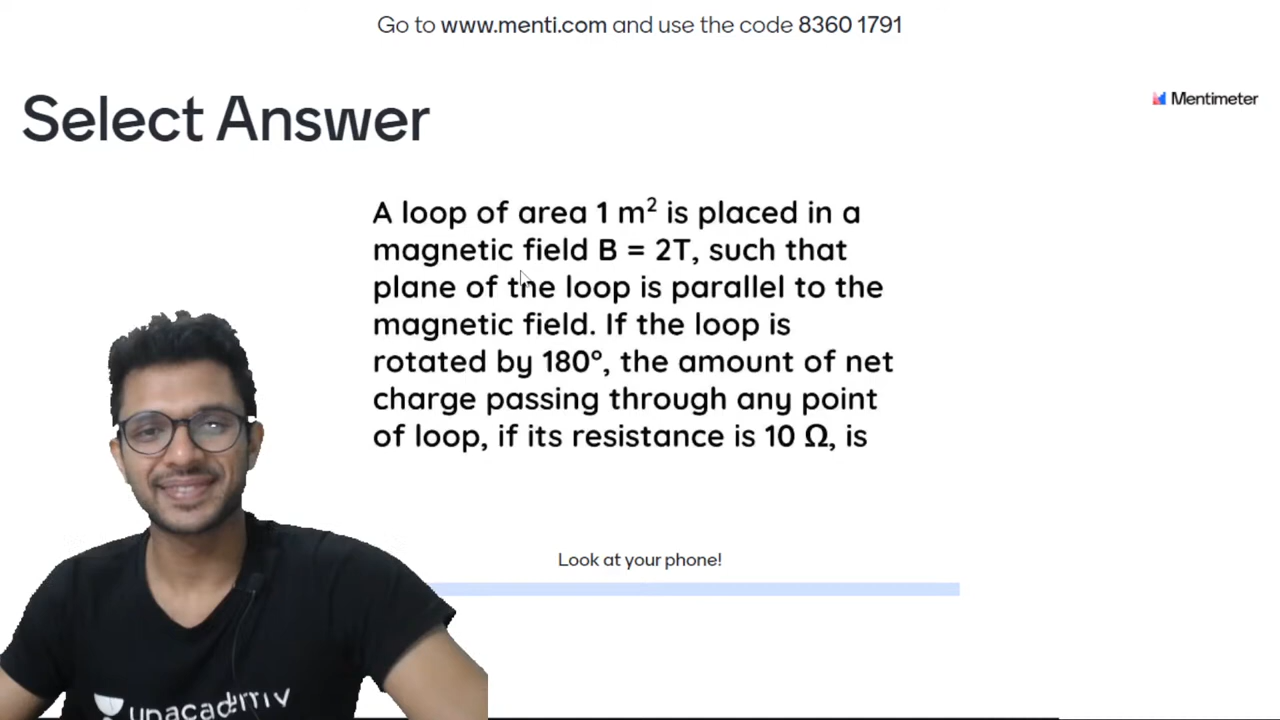 Go to www.menti.com and use the code 8360 1791
Select Answer
Mentimeter
A loop of area 1 m² is placed in a
magnetic field B = 2T, such that
plane of the loop is parallel to the
magnetic field. If the loop is
rotated by 180°, the amount of net
charge passing through any point
of loop, if its resistance is 10 Ω, is
Look at your phone!
unacademy